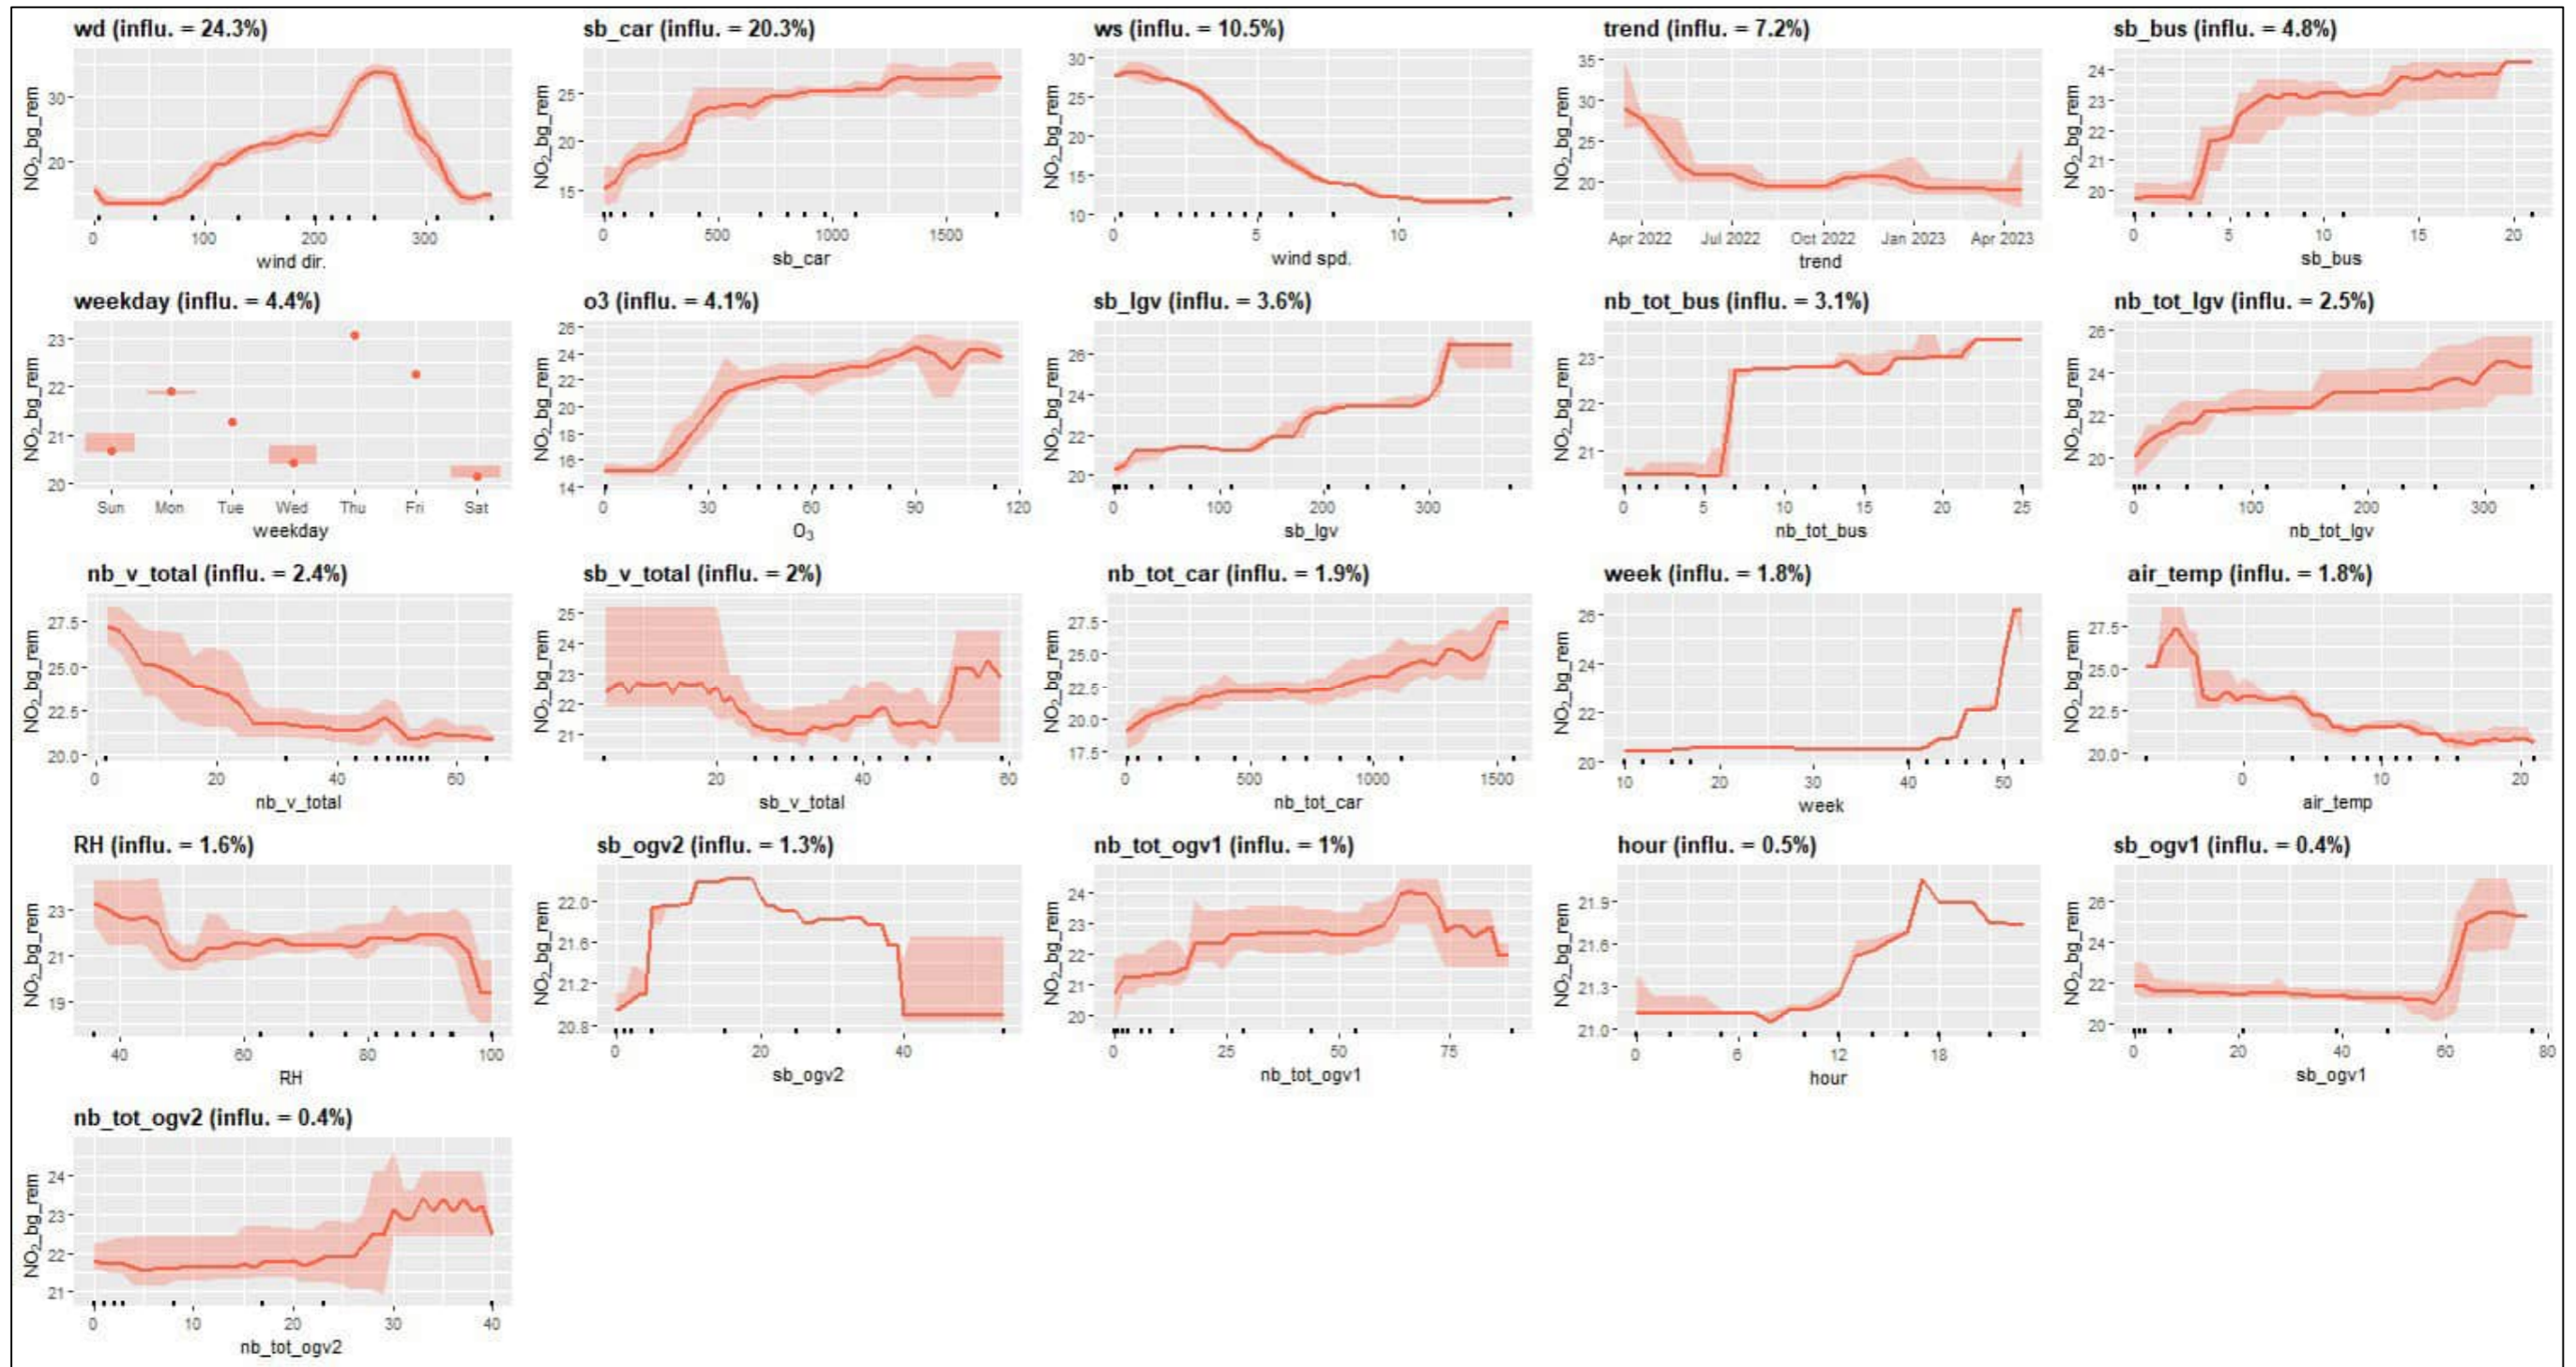 wd (influ. = 24.3%)
NO2_bg_rem
30
20
0 100 200 300
wind dir.
sb_car (influ. = 20.3%)
NO2_bg_rem
25
20
15
0 500 1000 1500
sb_car
ws (influ. = 10.5%)
NO2_bg_rem
30
25
20
15
10
0 5 10
wind spd.
trend (influ. = 7.2%)
NO2_bg_rem
35
30
25
20
Apr 2022 Jul 2022 Oct 2022 Jan 2023 Apr 2023
trend
sb_bus (influ. = 4.8%)
NO2_bg_rem
24
23
22
21
20
0 5 10 15 20
sb_bus
weekday (influ. = 4.4%)
NO2_bg_rem
23
22
21
20
Sun Mon Tue Wed Thu Fri Sat
weekday
o3 (influ. = 4.1%)
NO2_bg_rem
26
24
22
20
18
16
14
0 30 60 90 120
O3
sb_lgv (influ. = 3.6%)
NO2_bg_rem
26
24
22
20
0 100 200 300
sb_lgv
nb_tot_bus (influ. = 3.1%)
NO2_bg_rem
23
22
21
0 5 10 15 20 25
nb_tot_bus
nb_tot_lgv (influ. = 2.5%)
NO2_bg_rem
26
24
22
20
0 100 200 300
nb_tot_lgv
nb_v_total (influ. = 2.4%)
NO2_bg_rem
27.5
25.0
22.5
20.0
0 20 40 60
nb_v_total
sb_v_total (influ. = 2%)
NO2_bg_rem
25
24
23
22
21
20 40 60
sb_v_total
nb_tot_car (influ. = 1.9%)
NO2_bg_rem
27.5
25.0
22.5
20.0
17.5
0 500 1000 1500
nb_tot_car
week (influ. = 1.8%)
NO2_bg_rem
26
24
22
20
10 20 30 40 50
week
air_temp (influ. = 1.8%)
NO2_bg_rem
27.5
25.0
22.5
20.0
0 10 20
air_temp
RH (influ. = 1.6%)
NO2_bg_rem
23
21
19
40 60 80 100
RH
sb_ogv2 (influ. = 1.3%)
NO2_bg_rem
22.0
21.6
21.2
20.8
0 20 40
sb_ogv2
nb_tot_ogv1 (influ. = 1%)
NO2_bg_rem
24
23
22
21
20
0 25 50 75
nb_tot_ogv1
hour (influ. = 0.5%)
NO2_bg_rem
21.9
21.6
21.3
21.0
0 6 12 18
hour
sb_ogv1 (influ. = 0.4%)
NO2_bg_rem
26
24
22
20
0 20 40 60 80
sb_ogv1
nb_tot_ogv2 (influ. = 0.4%)
NO2_bg_rem
24
23
22
21
0 10 20 30 40
nb_tot_ogv2